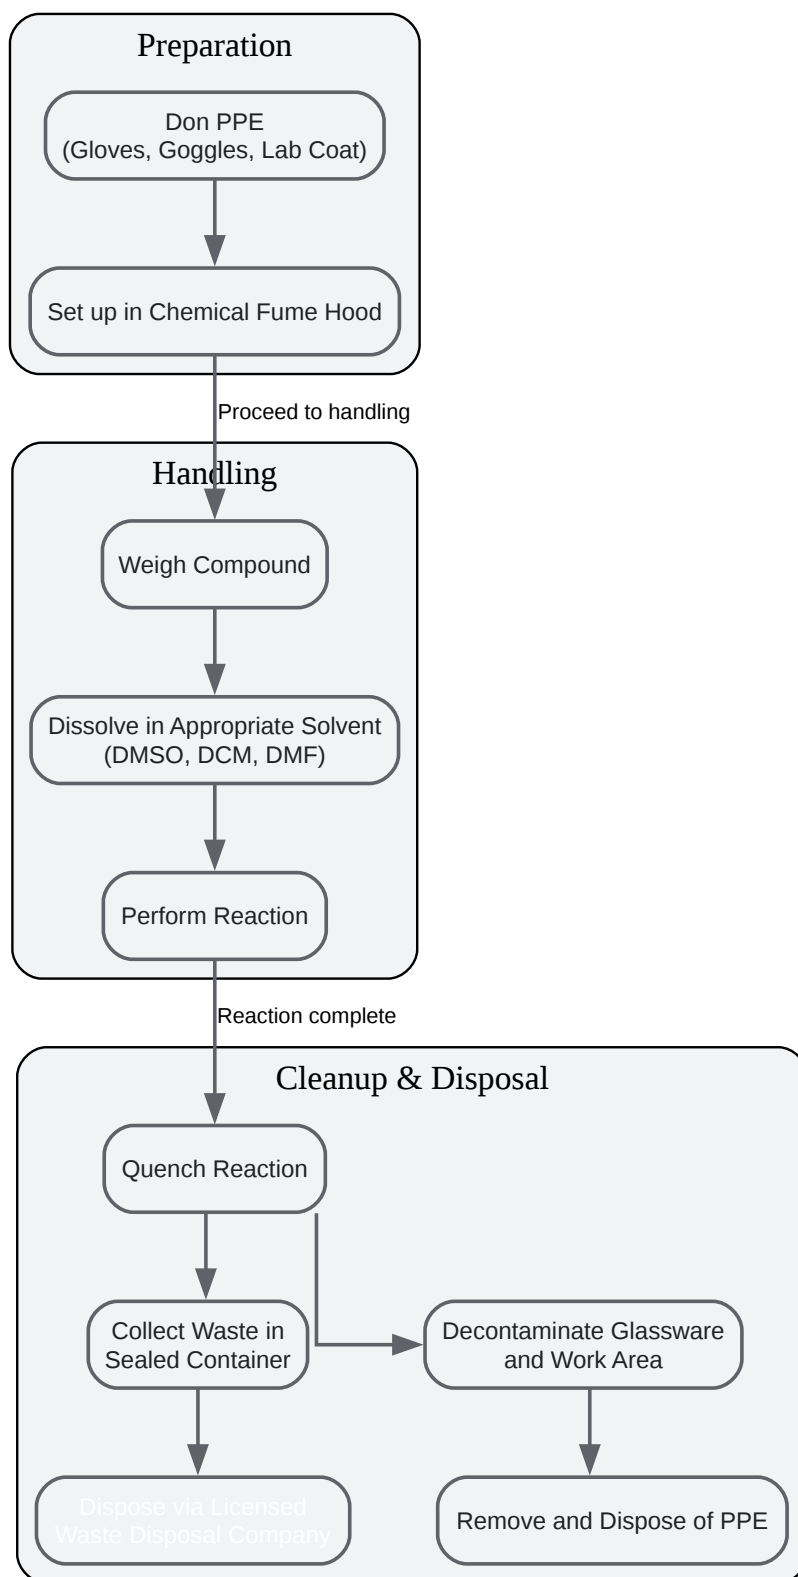 Preparation
Don PPE
(Gloves, Goggles, Lab Coat)
Set up in Chemical Fume Hood
Proceed to handling
Handling
Weigh Compound
Dissolve in Appropriate Solvent
(DMSO, DCM, DMF)
Perform Reaction
Reaction complete
Cleanup & Disposal
Quench Reaction
Collect Waste in
Sealed Container
Decontaminate Glassware
and Work Area
Dispose via Licensed
Waste Disposal Company
Remove and Dispose of PPE